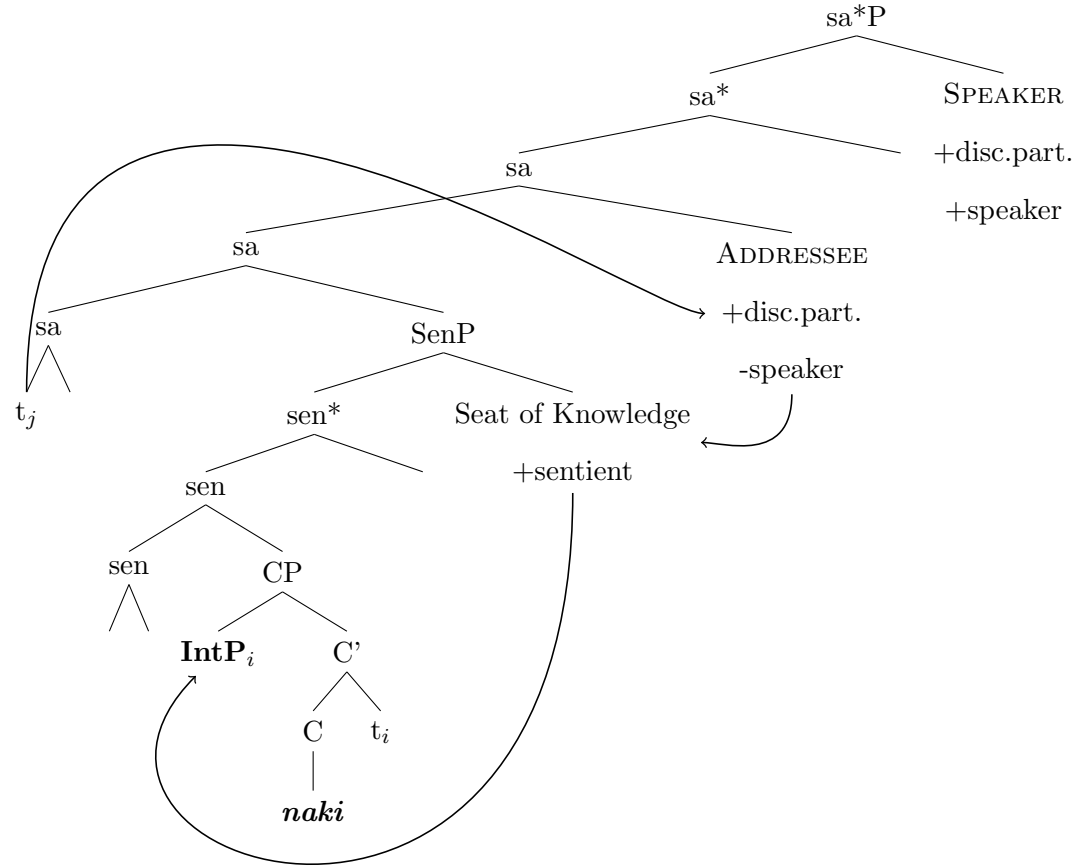 sa*P
sa* SPEAKER
sa +disc.part.
+speaker
sa ADDRESSEE
+disc.part.
-speaker
sa SenP
t_j sen* Seat of Knowledge
+sentient
sen
sen CP
IntP_i C’
C t_i
naki